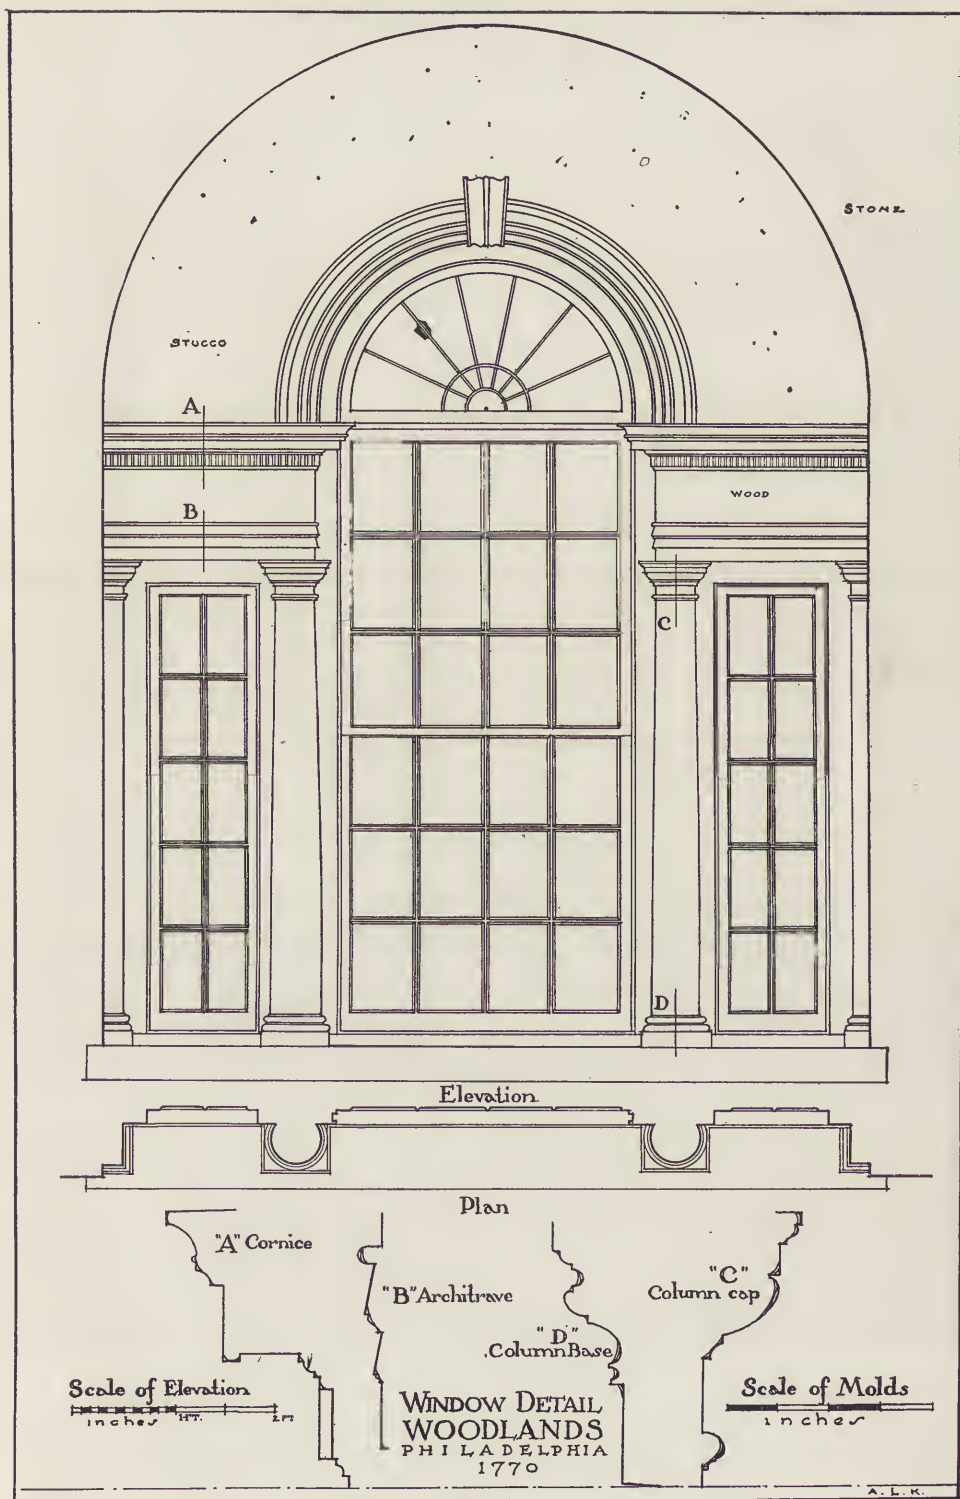 STONE
STUCCO
A
WOOD
B
C
D
Elevation
Plan
"A" Cornice
"B" Architrave
"C"
Column cap
"D"
Column Base
Scale of Elevation
inches 1FT. 2FT
WINDOW DETAIL
WOODLANDS
PHILADELPHIA
1770
Scale of Molds
inches
A. L. K.